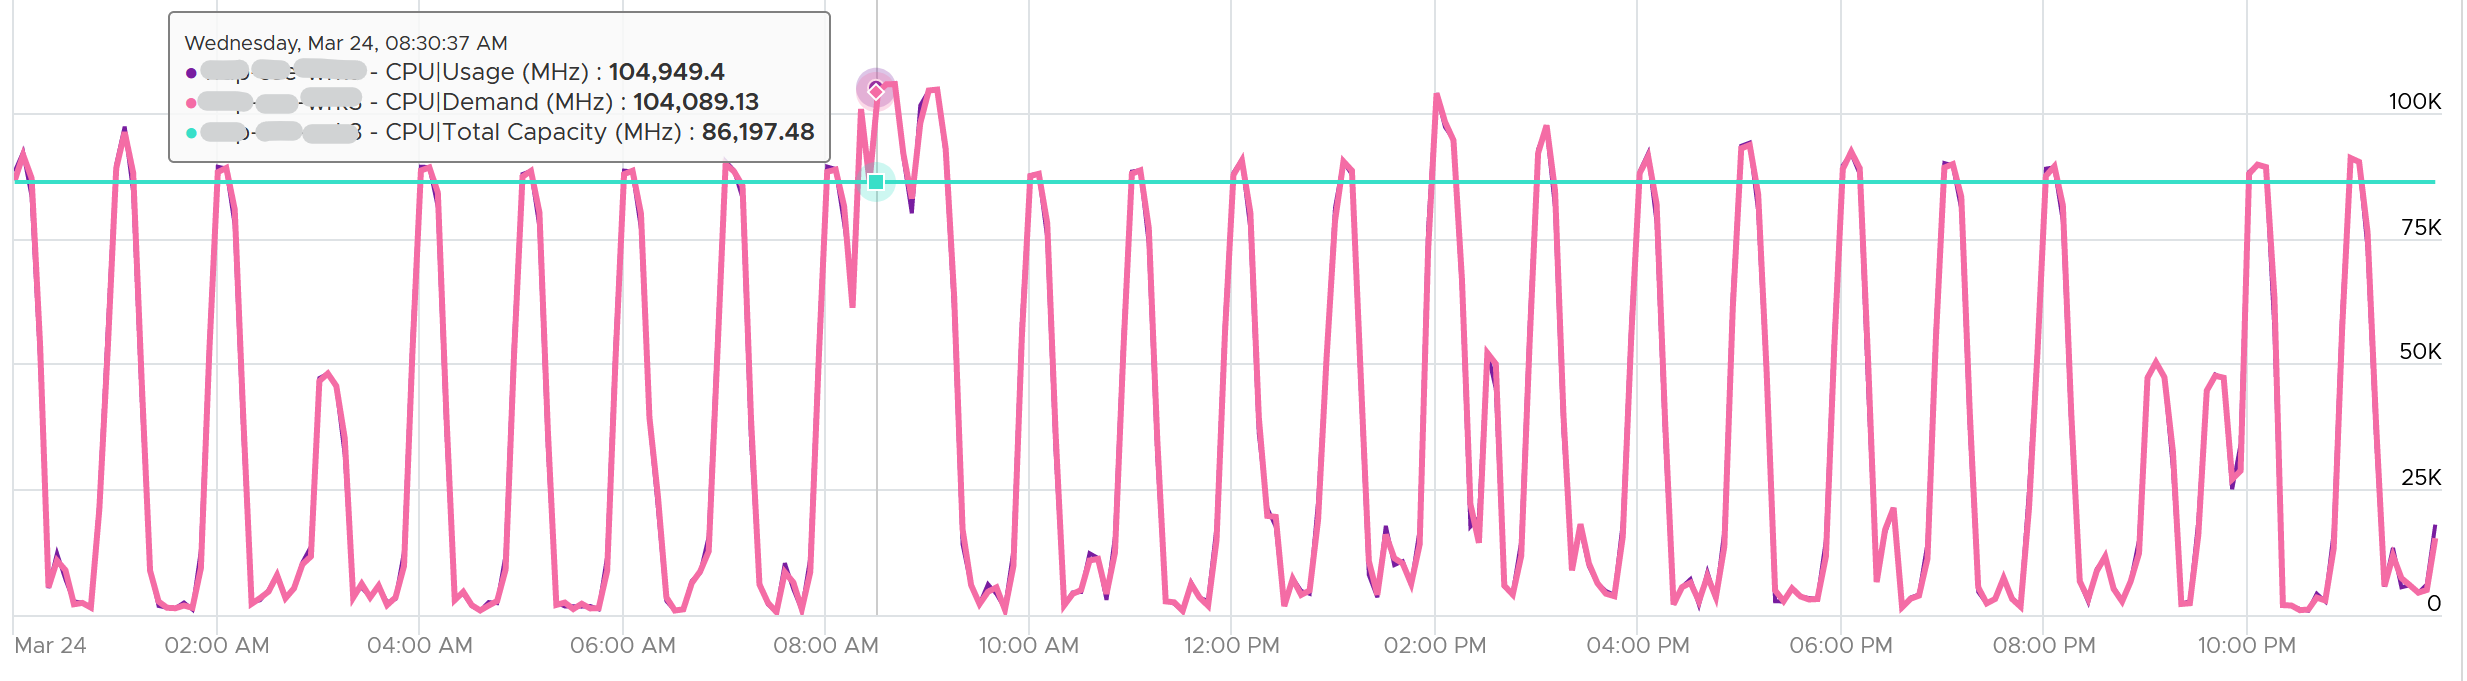 Wednesday, Mar 24, 08:30:37 AM
- CPU|Usage (MHz) : 104,949.4
- CPU|Demand (MHz) : 104,089.13
- CPU|Total Capacity (MHz) : 86,197.48
100K
75K
50K
25K
0
Mar 24
02:00 AM
04:00 AM
06:00 AM
08:00 AM
10:00 AM
12:00 PM
02:00 PM
04:00 PM
06:00 PM
08:00 PM
10:00 PM